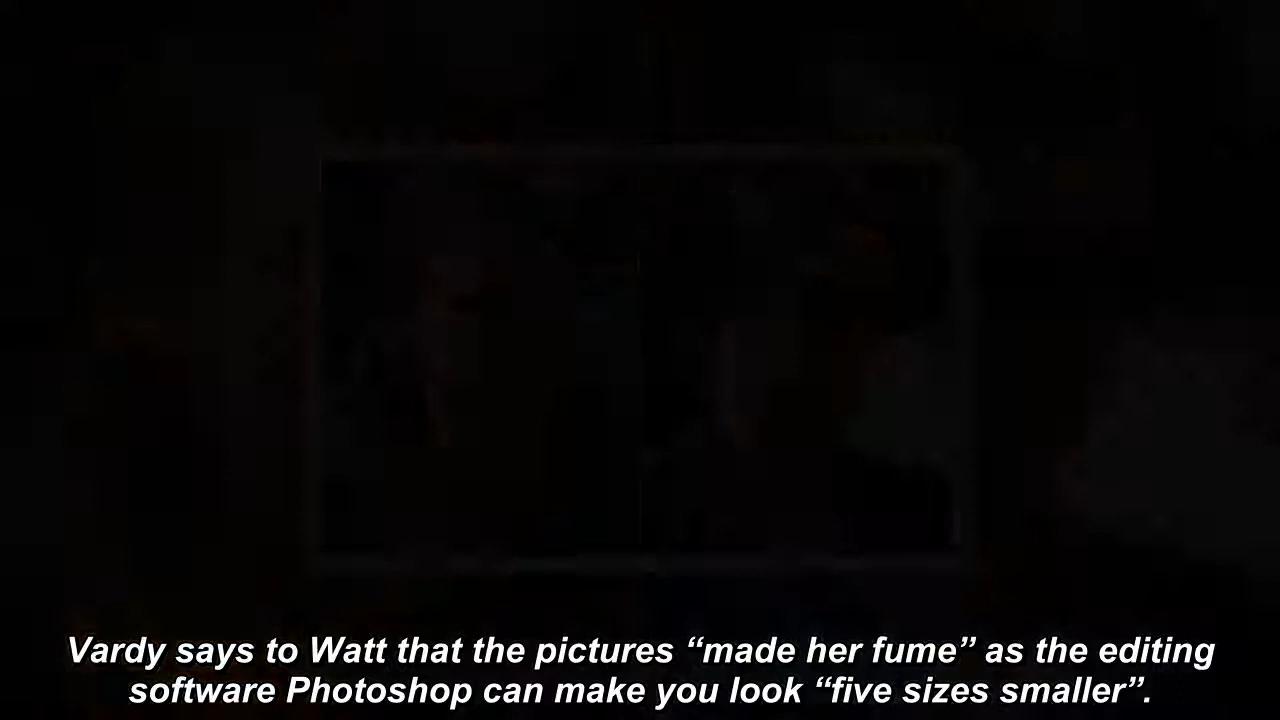 Vardy says to Watt that the pictures “made her fume” as the editing
software Photoshop can make you look “five sizes smaller”.